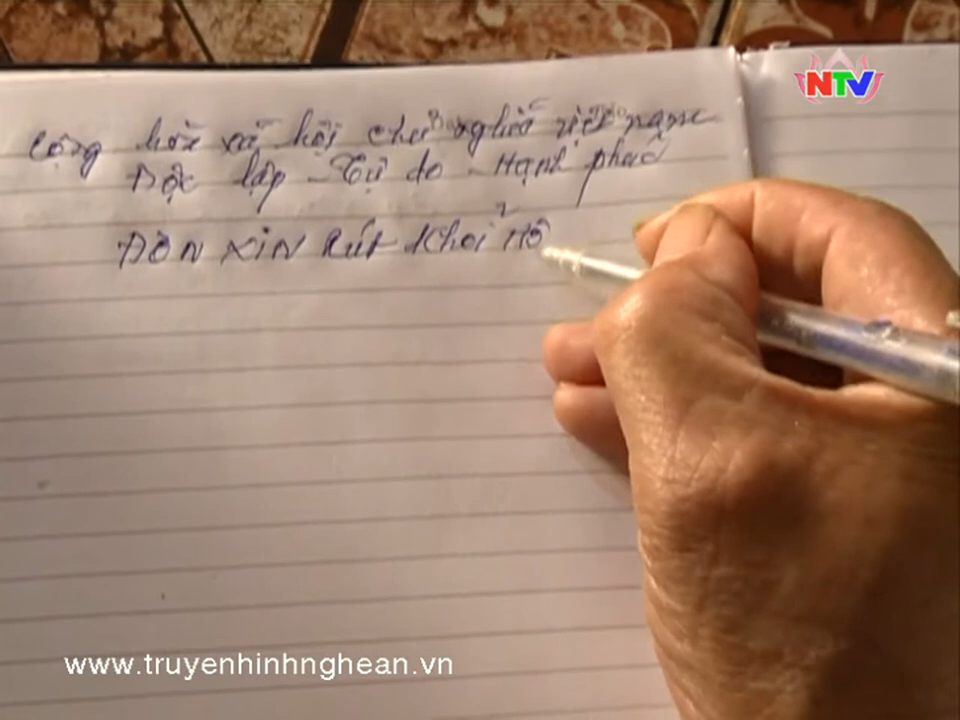 NTV
Cộng hòa xã hội chủ nghĩa việt nam
Độc lập - Tự do - Hạnh phúc
ĐƠN XIN Rút Khỏi Hộ
www.truyenhinhnghean.vn